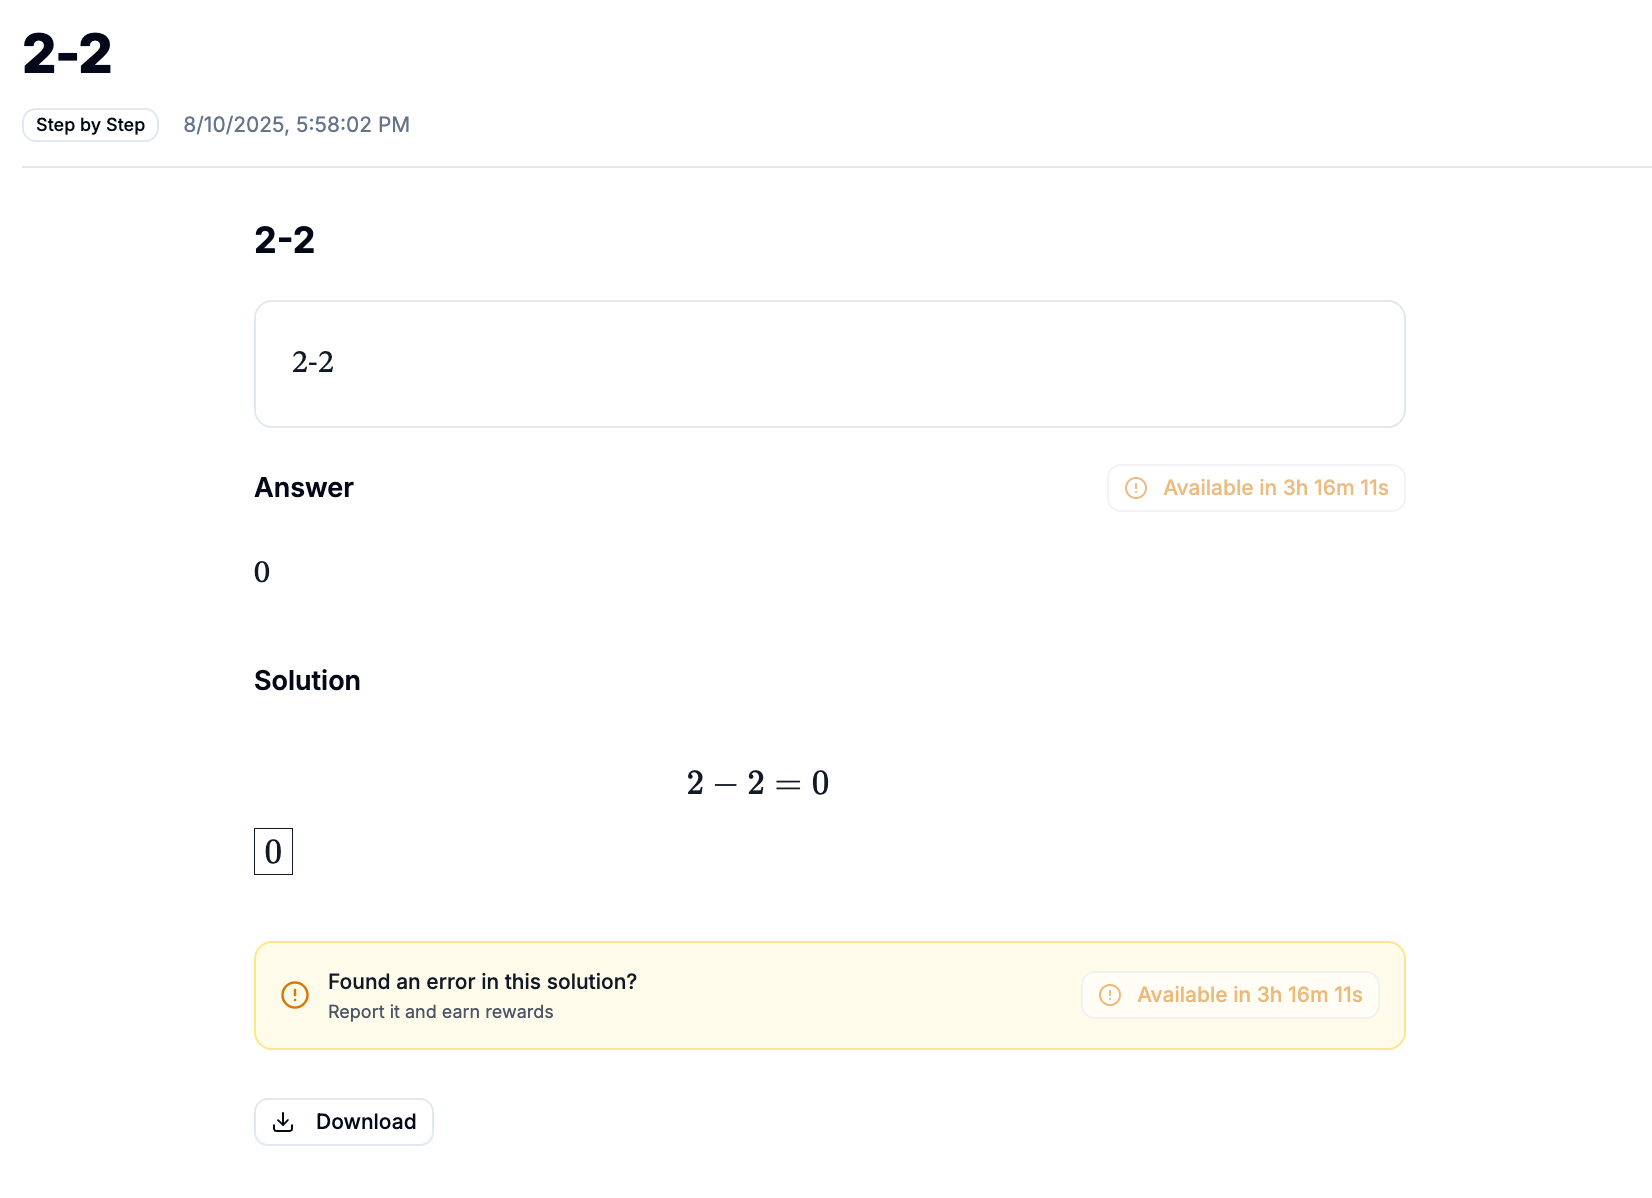 2-2
Step by Step 8/10/2025, 5:58:02 PM
2-2
2-2
Answer Available in 3h 16m 11s
0
Solution
2 − 2 = 0
0
Found an error in this solution?
Report it and earn rewards
Available in 3h 16m 11s
Download